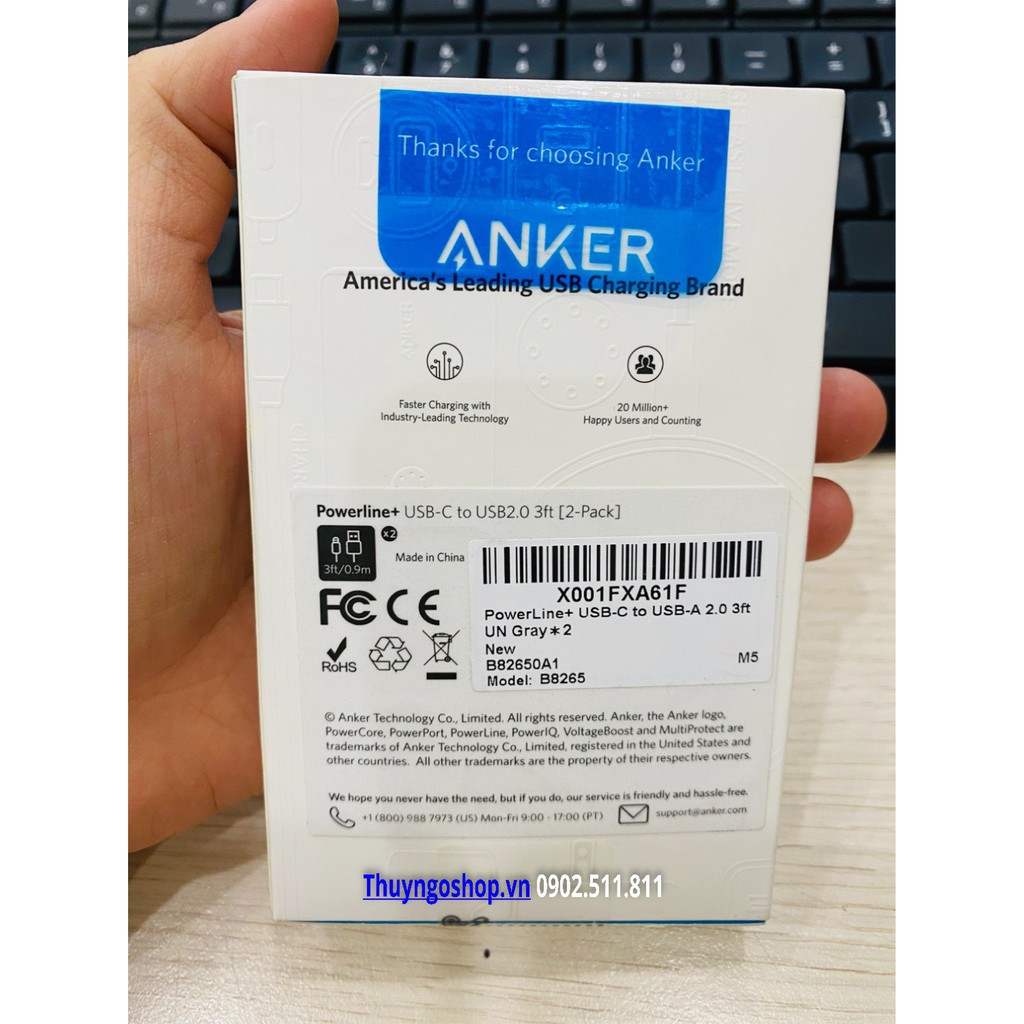 Thanks for choosing Anker
ANKER
America's Leading USB Charging Brand
Faster Charging with
Industry-Leading Technology
20 Million+
Happy Users and Counting
ANKER
CHAR
Powerline+ USB-C to USB2.0 3ft [2-Pack]
x2
3ft/0.9m
Made in China
FC CE
RoHS
X001FXA61F
PowerLine+ USB-C to USB-A 2.0 3ft
UN Gray*2
New
B82650A1
Model: B8265
M5
© Anker Technology Co., Limited. All rights reserved. Anker, the Anker logo,
PowerCore, PowerPort, PowerLine, PowerIQ, VoltageBoost and MultiProtect are
trademarks of Anker Technology Co., Limited, registered in the United States and
other countries. All other trademarks are the property of their respective owners.
We hope you never have the need, but if you do, our service is friendly and hassle-free.
+1 (800) 988 7973 (US) Mon-Fri 9:00 - 17:00 (PT)
support@anker.com
Thuyngoshop.vn 0902.511.811